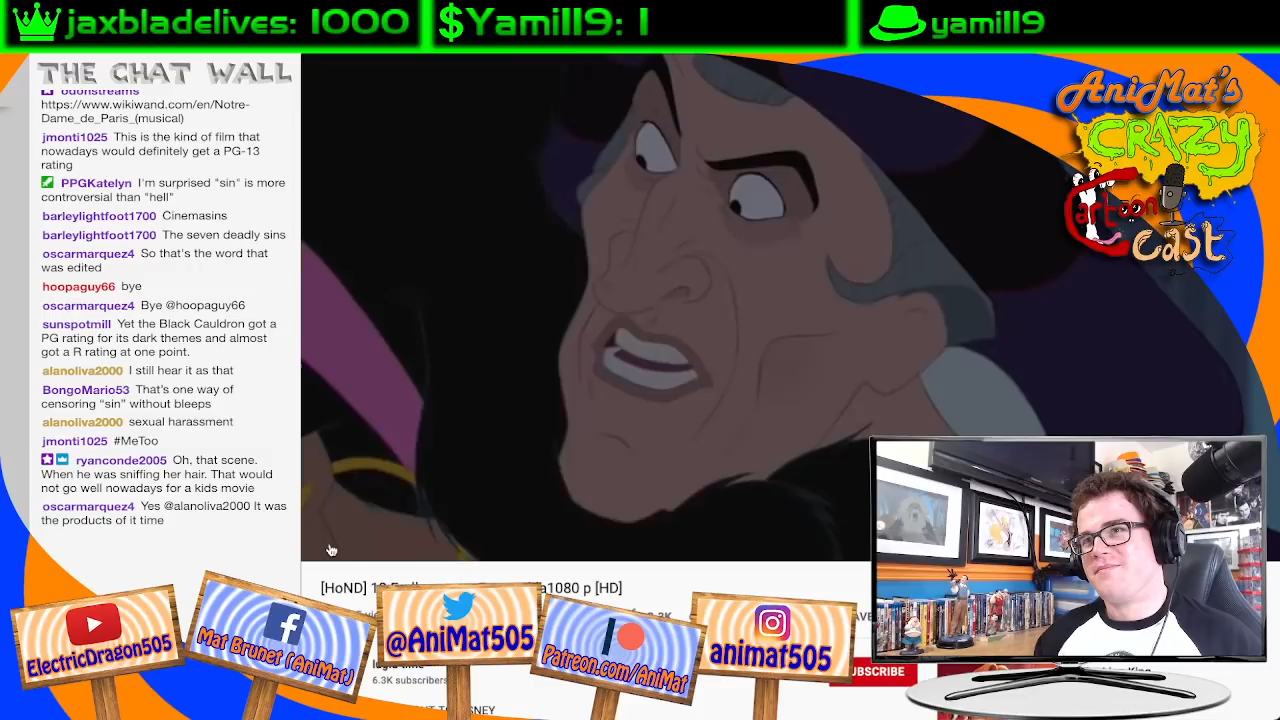 jaxbladelives: 1000
$Yamill9: 1
yamill9
THE CHAT WALL
odonstreams
https://www.wikiwand.com/en/Notre-
Dame_de_Paris_(musical)
jmonti1025 This is the kind of film that
nowadays would definitely get a PG-13
rating
PPGKatelyn I'm surprised "sin" is more
controversial than "hell"
barleylightfoot1700 Cinemasins
barleylightfoot1700 The seven deadly sins
oscarmarquez4 So that's the word that
was edited
hoopaguy66 bye
oscarmarquez4 Bye @hoopaguy66
sunspotmill Yet the Black Cauldron got a
PG rating for its dark themes and almost
got a R rating at one point.
alanoliva2000 I still hear it as that
BongoMario53 That's one way of
censoring “sin” without bleeps
alanoliva2000 sexual harassment
jmonti1025 #MeToo
ryanconde2005 Oh, that scene.
When he was sniffing her hair. That would
not go well nowadays for a kids movie
oscarmarquez4 Yes @alanoliva2000 It was
the products of it time
AniMat's
CRAZY
Cartoon
Cast
[HoND]
1080 p [HD]
6.3K subscribers
SUBSCRIBE
ElectricDragon505
Mat Brunet (AniMat)
@AniMat505
Patreon.com/AniMat
animat505